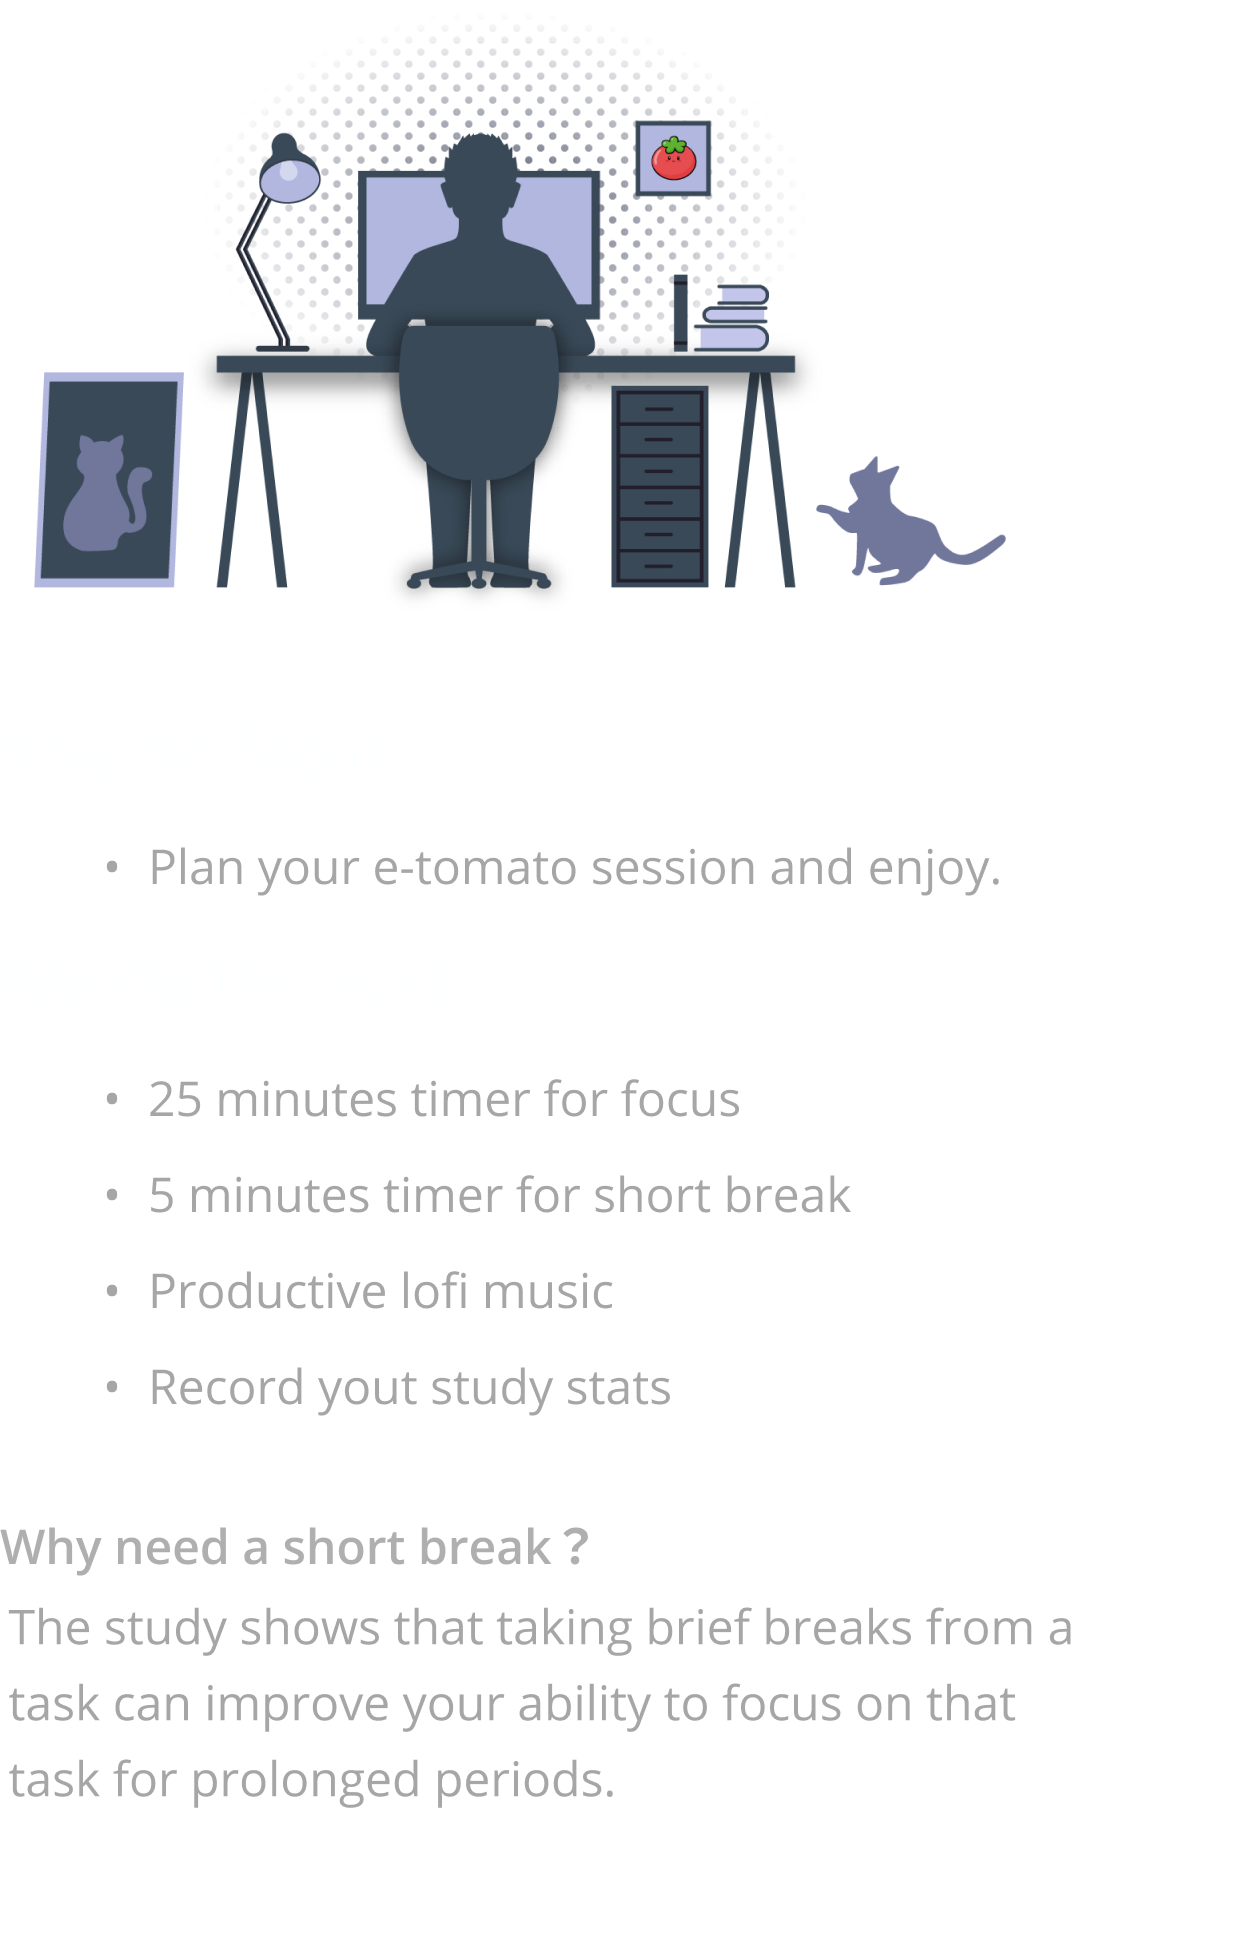 • Plan your e-tomato session and enjoy.
• 25 minutes timer for focus
• 5 minutes timer for short break
• Productive lofi music
• Record yout study stats
Why need a short break ?
The study shows that taking brief breaks from a
task can improve your ability to focus on that
task for prolonged periods.